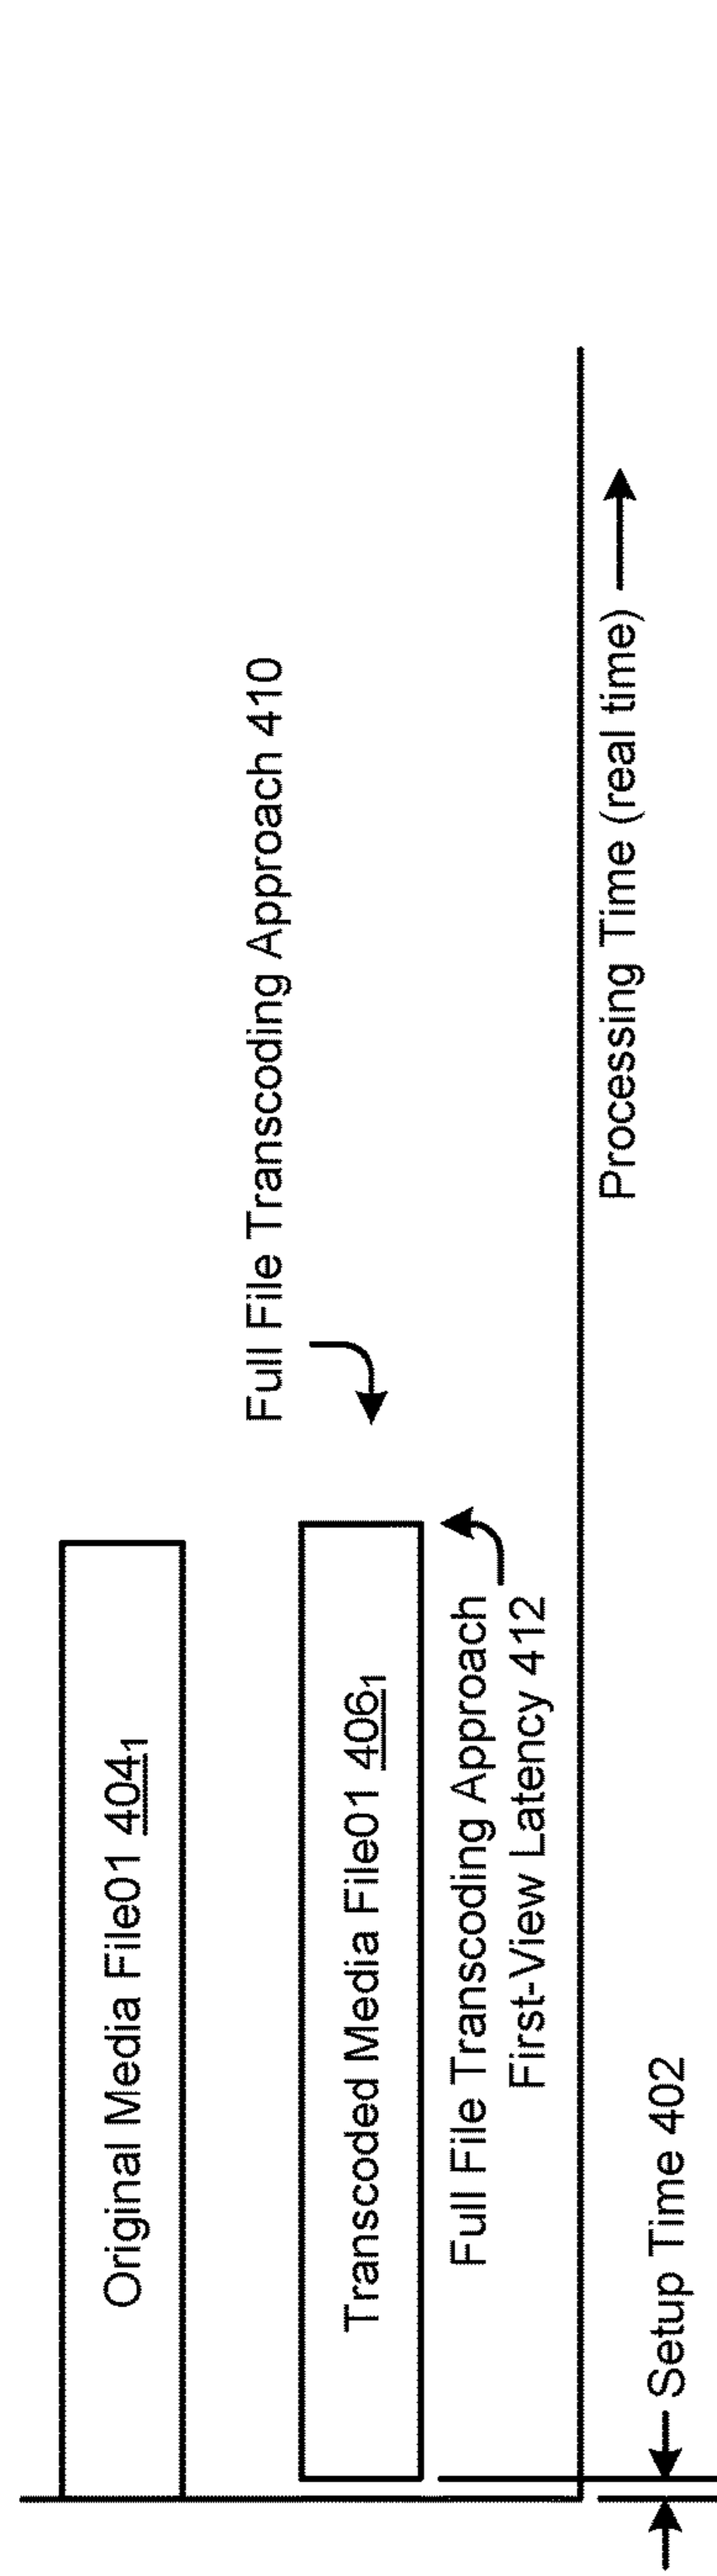 Original Media File01 404₁
Full File Transcoding Approach 410
Transcoded Media File01 406₁
Full File Transcoding Approach
First-View Latency 412
Processing Time (real time)
Setup Time 402